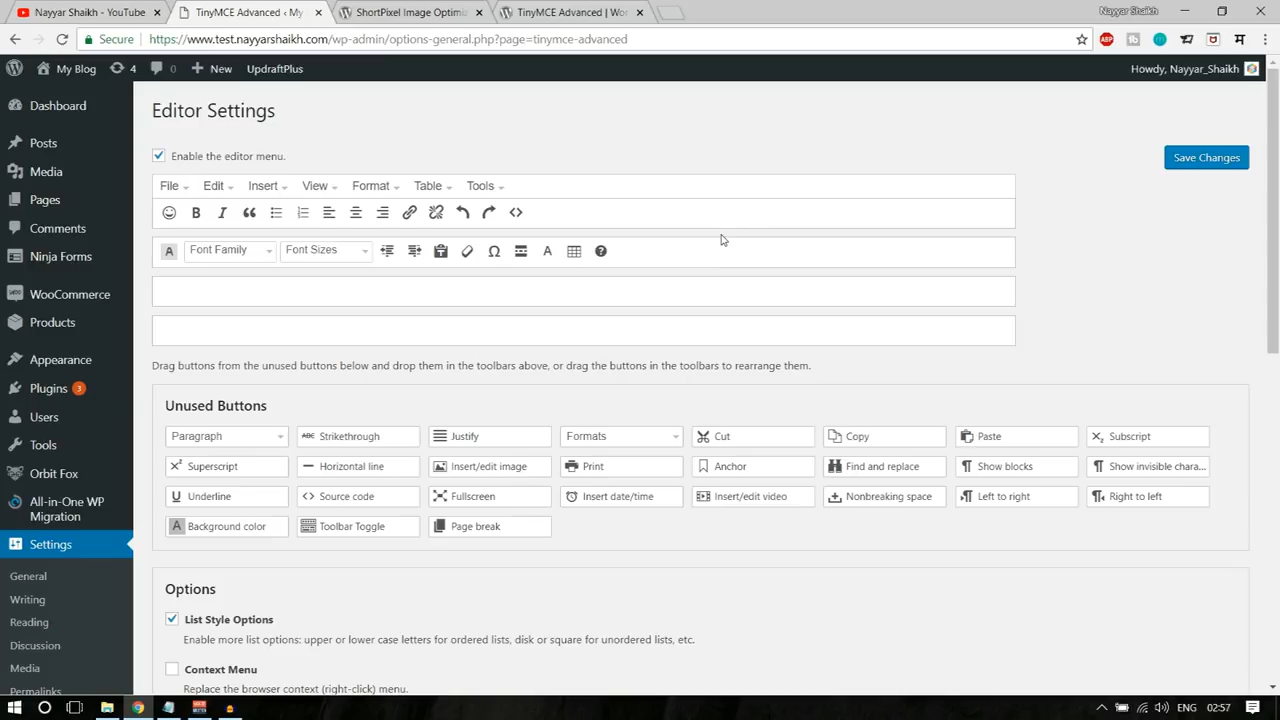 Nayyar Shaikh - YouTube
TinyMCE Advanced ‹ My
ShortPixel Image Optimi
TinyMCE Advanced | Wor
Nayyar Shaikh
Secure
https://www.test.nayyarshaikh.com/wp-admin/options-general.php?page=tinymce-advanced
My Blog
4
0
New
UpdraftPlus
Howdy, Nayyar_Shaikh
Dashboard
Posts
Media
Pages
Comments
Ninja Forms
WooCommerce
Products
Appearance
Plugins 3
Users
Tools
Orbit Fox
All-in-One WP
Migration
Settings
General
Writing
Reading
Discussion
Media
Permalinks
Editor Settings
Enable the editor menu.
Save Changes
File Edit Insert View Format Table Tools
Font Family Font Sizes
Drag buttons from the unused buttons below and drop them in the toolbars above, or drag the buttons in the toolbars to rearrange them.
Unused Buttons
Paragraph Strikethrough Justify Formats Cut Copy Paste Subscript
Superscript Horizontal line Insert/edit image Print Anchor Find and replace Show blocks Show invisible chara...
Underline Source code Fullscreen Insert date/time Insert/edit video Nonbreaking space Left to right Right to left
Background color Toolbar Toggle Page break
Options
List Style Options
Enable more list options: upper or lower case letters for ordered lists, disk or square for unordered lists, etc.
Context Menu
Replace the browser context (right-click) menu.
ENG
02:57